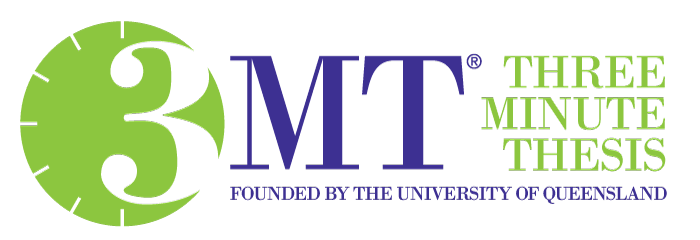 3MT®
THREE
MINUTE
THESIS
FOUNDED BY THE UNIVERSITY OF QUEENSLAND